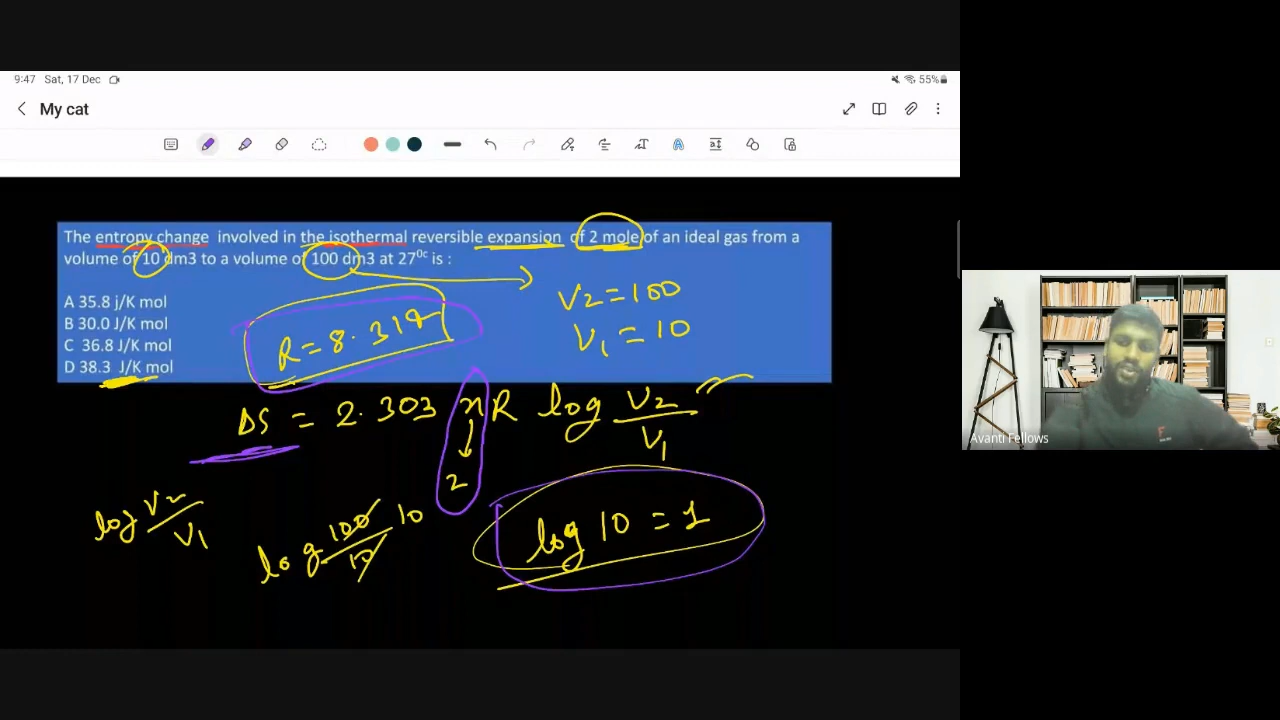 9:47 Sat, 17 Dec 55%
My cat
The entropy change involved in the isothermal reversible expansion of 2 mole of an ideal gas from a
volume of 10 dm3 to a volume of 100 dm3 at 27⁰ᶜ is :
A 35.8 j/K mol
B 30.0 J/K mol
C 36.8 J/K mol
D 38.3 J/K mol
R = 8.314
V2 = 100
V1 = 10
ΔS = 2.303 nR log V2/V1
2
log V2/V1
log 100/10 10
log 10 = 1
Avanti Fellows